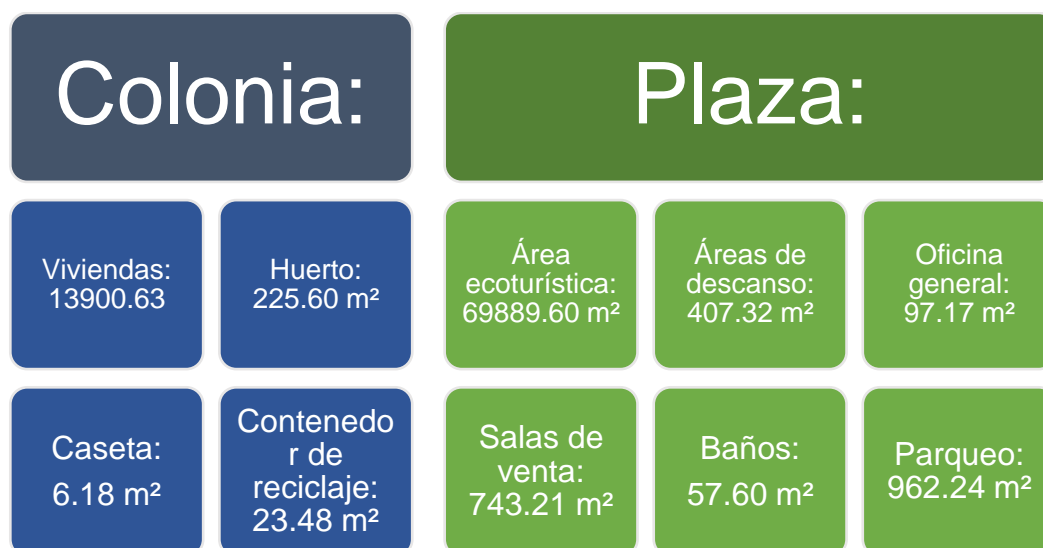 Colonia:
Plaza:
Viviendas:
13900.63
Huerto:
225.60 m²
Área
ecoturística:
69889.60 m²
Áreas de
descanso:
407.32 m²
Oficina
general:
97.17 m²
Caseta:
6.18 m²
Contenedo
r de
reciclaje:
23.48 m²
Salas de
venta:
743.21 m²
Baños:
57.60 m²
Parqueo:
962.24 m²